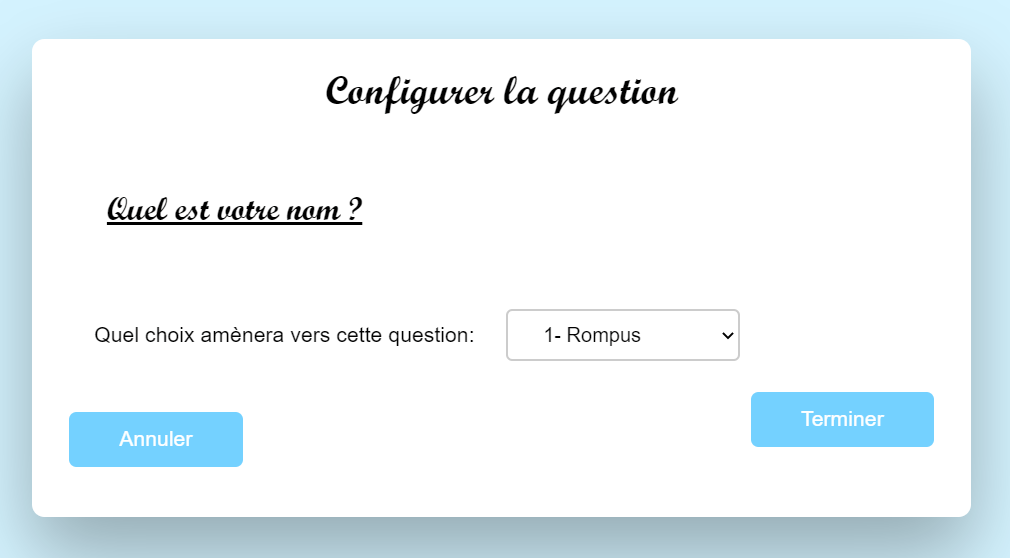 Configurer la question
Quel est votre nom ?
Quel choix amènera vers cette question:
1- Rompus
Terminer
Annuler